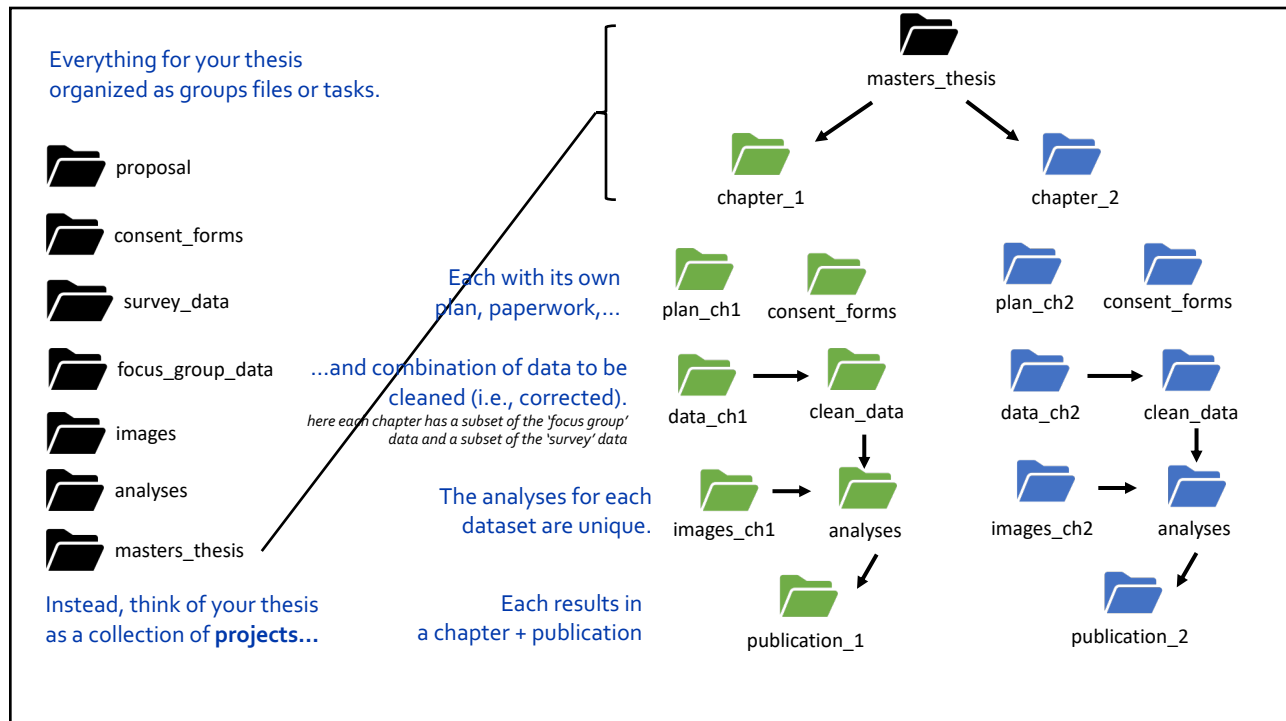 Everything for your thesis
organized as groups files or tasks.
proposal
consent_forms
survey_data
focus_group_data
images
analyses
masters_thesis
Instead, think of your thesis
as a collection of projects...
Each with its own
plan, paperwork,...
...and combination of data to be
cleaned (i.e., corrected).
here each chapter has a subset of the ‘focus group’
data and a subset of the ‘survey’ data
The analyses for each
dataset are unique.
Each results in
a chapter + publication
masters_thesis
chapter_1
chapter_2
plan_ch1
consent_forms
plan_ch2
consent_forms
data_ch1
clean_data
data_ch2
clean_data
images_ch1
analyses
images_ch2
analyses
publication_1
publication_2